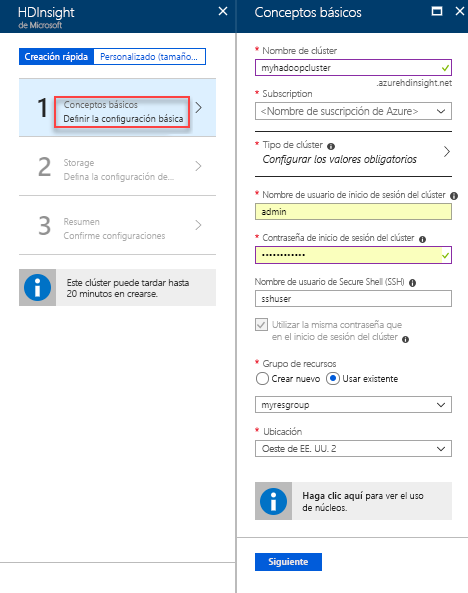 HDInsight
de Microsoft
Creación rápida
Personalizado (tamaño...
1
Conceptos básicos
Definir la configuración básica
2
Storage
Defina la configuración de...
3
Resumen
Confirme configuraciones
Este clúster puede tardar hasta
20 minutos en crearse.
Conceptos básicos
* Nombre de clúster
myhadoopcluster
.azurehdinsight.net
* Subscription
<Nombre de suscripción de Azure>
* Tipo de clúster
Configurar los valores obligatorios
* Nombre de usuario de inicio de sesión del clúster
admin
* Contraseña de inicio de sesión del clúster
••••••••••••
Nombre de usuario de Secure Shell (SSH)
sshuser
Utilizar la misma contraseña que
en el inicio de sesión del clúster
* Grupo de recursos
Crear nuevo
Usar existente
myresgroup
* Ubicación
Oeste de EE. UU. 2
Haga clic aquí para ver el uso
de núcleos.
Siguiente